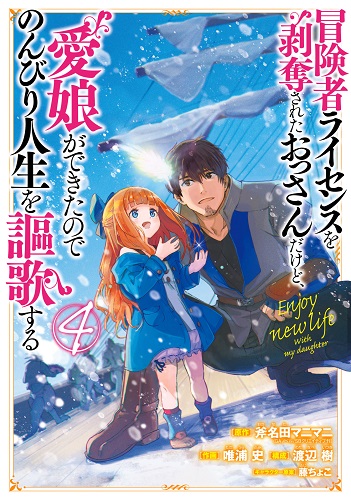 冒険者ライセンスを
剥奪されたおっさんだけど、
愛娘ができたので
のんびり人生を謳歌する
4
Enjoy
new life
With
my daughter
【原作】斧名田マニマニ
【作画】唯浦 史 【構成】渡辺 樹
【キャラクター原案】藤ちょこ